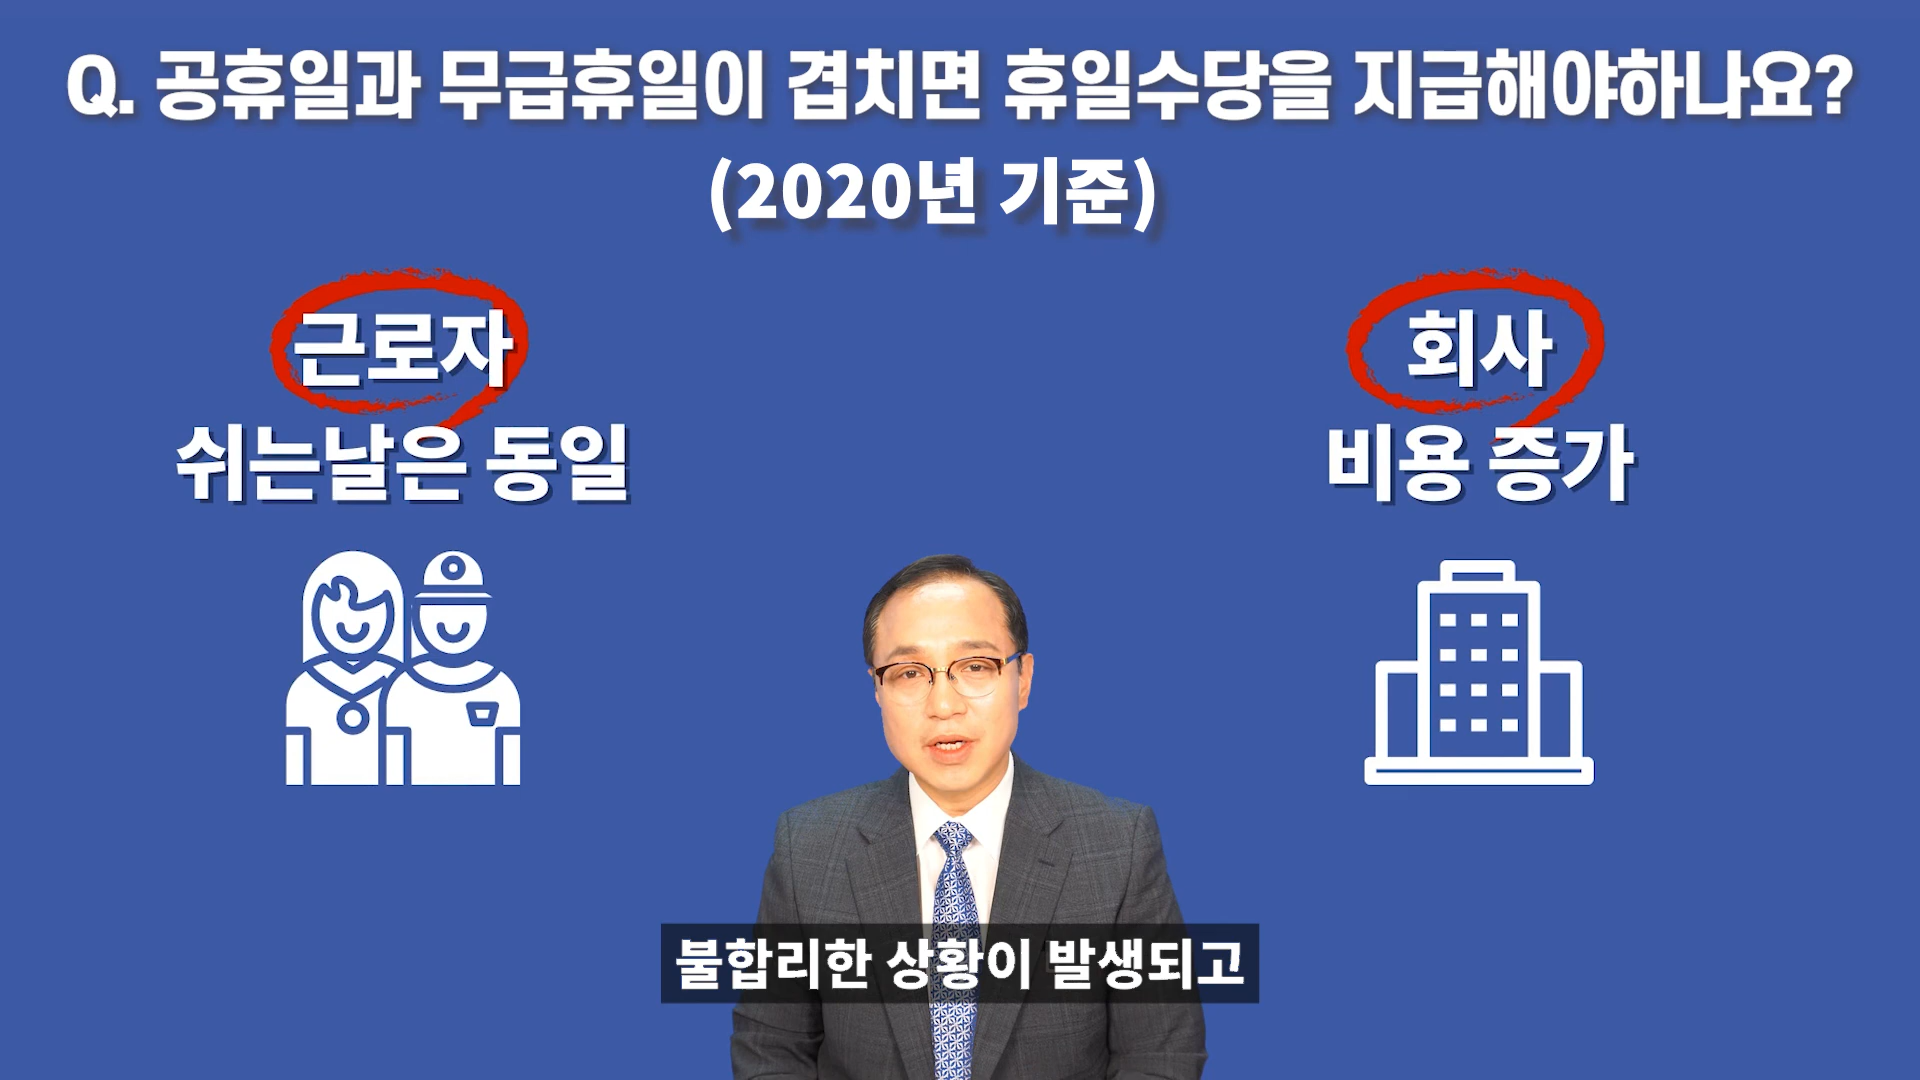 Q. 공휴일과 무급휴일이 겹치면 휴일수당을 지급해야하나요?
(2020년 기준)
근로자
쉬는날은 동일
회사
비용 증가
불합리한 상황이 발생되고